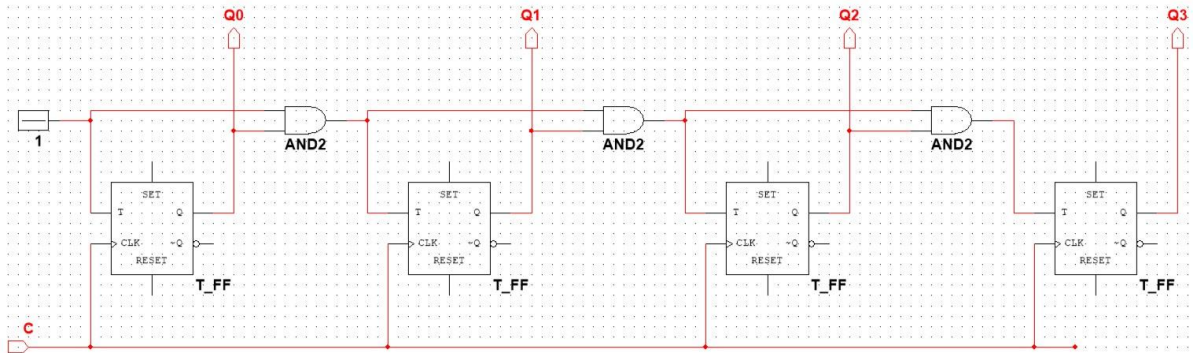 Q0 Q1 Q2 Q3
1
AND2 AND2 AND2
SET SET SET SET
T Q T Q T Q T Q
CLK ~Q CLK ~Q CLK ~Q CLK ~Q
RESET RESET RESET RESET
T_FF T_FF T_FF T_FF
C